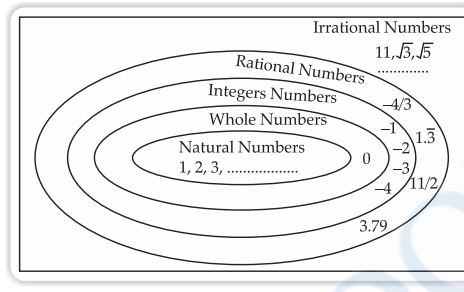 Irrational Numbers
11,√3,√5
............
Rational Numbers
Integers Numbers
–4/3
Whole Numbers
–1
1.3̅
Natural Numbers
0
–2
1, 2, 3, ..................
–3
–4
11/2
3.79